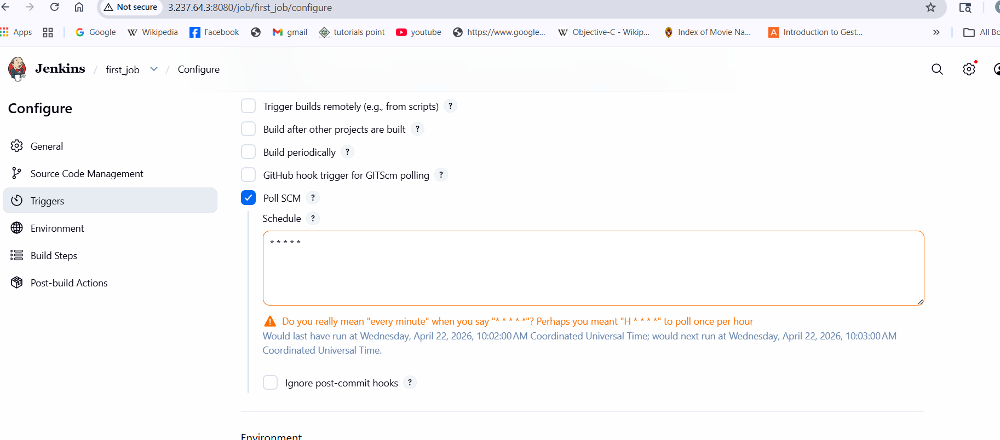 Not secure 3.237.64.3:8080/job/first_job/configure
Apps Google Wikipedia Facebook gmail tutorials point youtube https://www.google... Objective-C - Wikip... Index of Movie Na... Introduction to Gest... » All Bo
Jenkins / first_job / Configure
Configure
General
Source Code Management
Triggers
Environment
Build Steps
Post-build Actions
Trigger builds remotely (e.g., from scripts) ?
Build after other projects are built ?
Build periodically ?
GitHub hook trigger for GITScm polling ?
Poll SCM ?
Schedule ?
* * * * *
Do you really mean "every minute" when you say "* * * * *"? Perhaps you meant "H * * * *" to poll once per hour
Would last have run at Wednesday, April 22, 2026, 10:02:00 AM Coordinated Universal Time; would next run at Wednesday, April 22, 2026, 10:03:00 AM
Coordinated Universal Time.
Ignore post-commit hooks ?
Environment